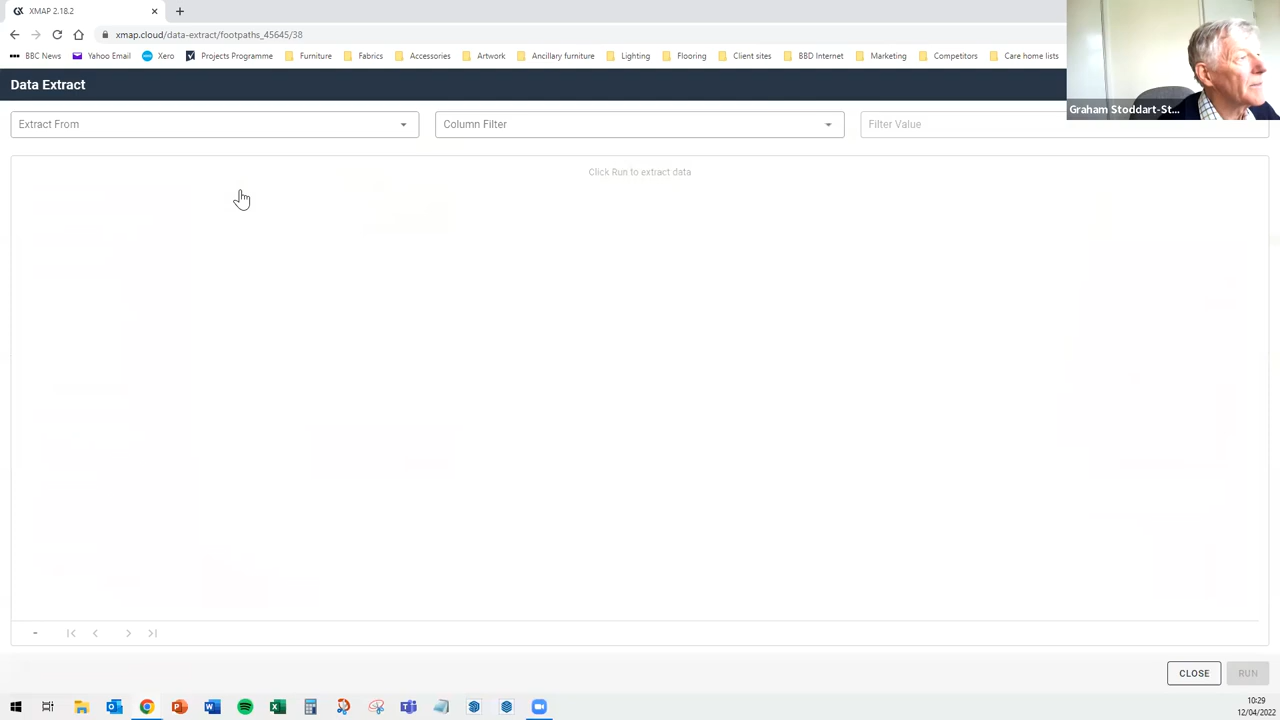 XMAP 2.18.2
xmap.cloud/data-extract/footpaths_45645/38
BBC News Yahoo Email Xero Projects Programme Furniture Fabrics Accessories Artwork Ancillary furniture Lighting Flooring Client sites BBD Internet Marketing Competitors Care home lists
Data Extract
Graham Stoddart-St...
Extract From Column Filter Filter Value
Click Run to extract data
-
CLOSE RUN
10:29
12/04/2022